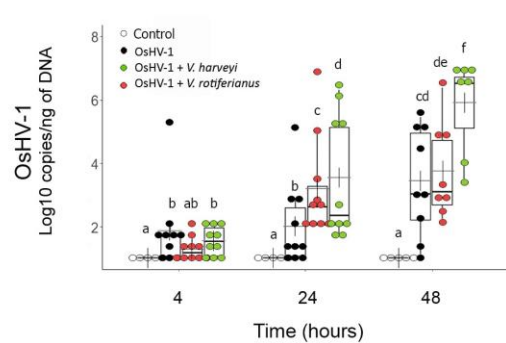 Control
OsHV-1
OsHV-1 + V. harveyi
OsHV-1 + V. rotiferianus
OsHV-1
Log10 copies/ng of DNA
8
6
4
2
a b ab b
a b c d
a cd de f
4 24 48
Time (hours)